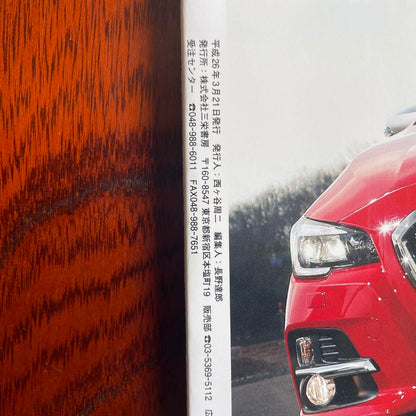 平成26年3月21日発行　発行人：西ヶ谷周二　編集人：長野達郎
発行所：株式会社三栄書房　〒160-8547 東京都新宿区本塩町19　販売部 ☎03-5369-5112　広
受注センター　☎048-988-6011　FAX048-988-7651